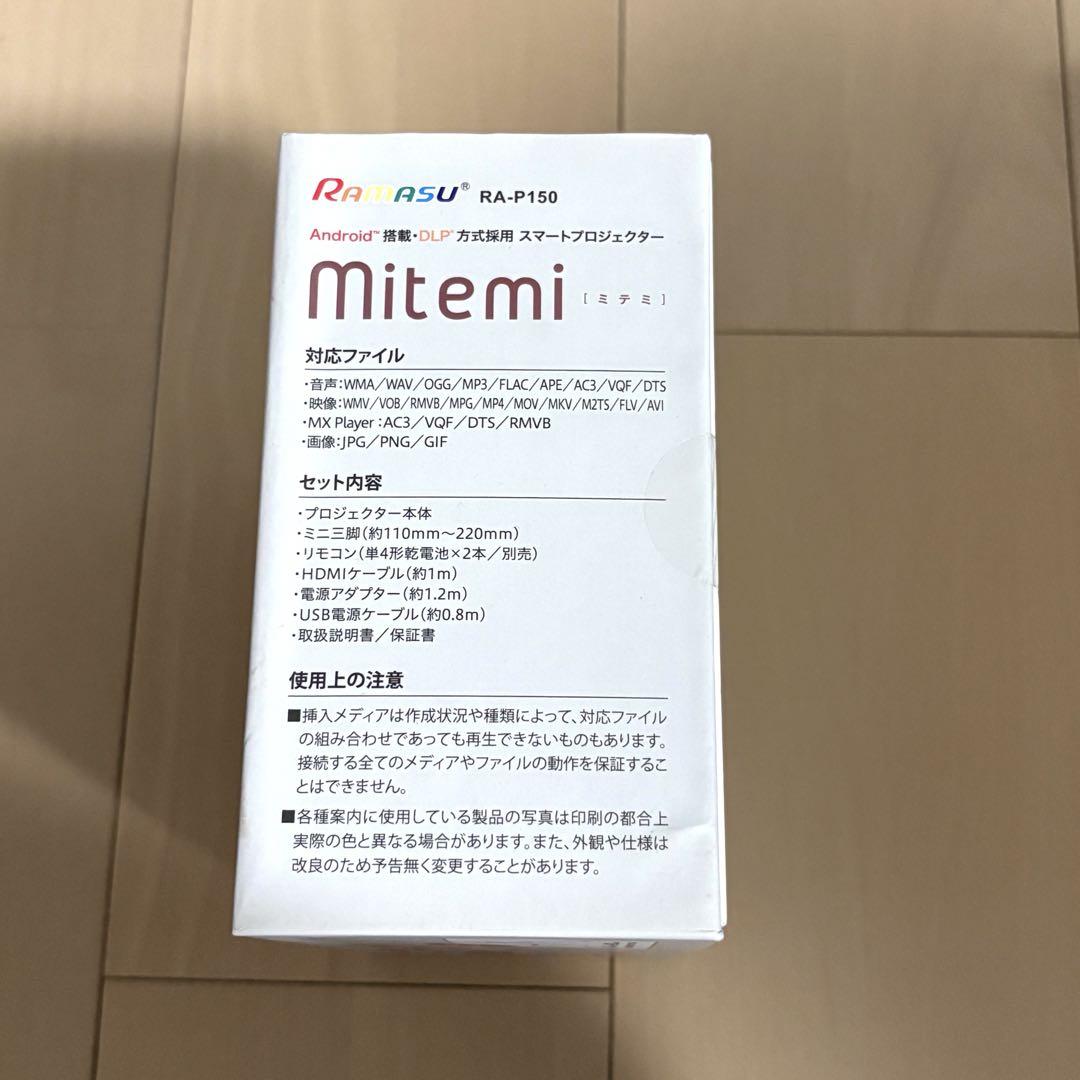 RAMASU® RA-P150
Android™ 搭載・DLP® 方式採用 スマートプロジェクター
mitemi [ミテミ]
対応ファイル
・音声:WMA/WAV/OGG/MP3/FLAC/APE/AC3/VQF/DTS
・映像:WMV/VOB/RMVB/MPG/MP4/MOV/MKV/M2TS/FLV/AVI
・MX Player:AC3/VQF/DTS/RMVB
・画像:JPG/PNG/GIF
セット内容
・プロジェクター本体
・ミニ三脚(約110mm〜220mm)
・リモコン(単4形乾電池×2本/別売)
・HDMIケーブル(約1m)
・電源アダプター(約1.2m)
・USB電源ケーブル(約0.8m)
・取扱説明書/保証書
使用上の注意
■挿入メディアは作成状況や種類によって、対応ファイル
の組み合わせであっても再生できないものもあります。
接続する全てのメディアやファイルの動作を保証するこ
とはできません。
■各種案内に使用している製品の写真は印刷の都合上
実際の色と異なる場合があります。また、外観や仕様は
改良のため予告無く変更することがあります。